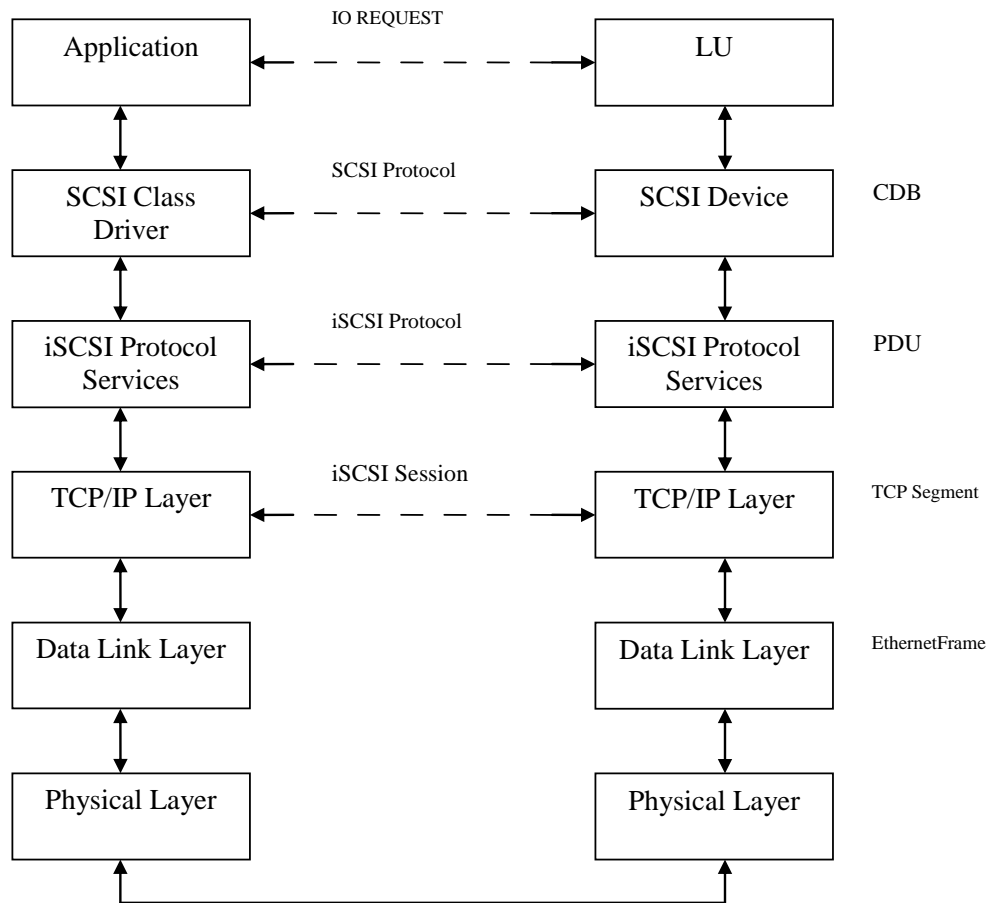 IO REQUEST
Application
LU
SCSI Protocol
SCSI Class
Driver
SCSI Device
CDB
iSCSI Protocol
iSCSI Protocol
Services
iSCSI Protocol
Services
PDU
iSCSI Session
TCP/IP Layer
TCP/IP Layer
TCP Segment
Data Link Layer
Data Link Layer
EthernetFrame
Physical Layer
Physical Layer